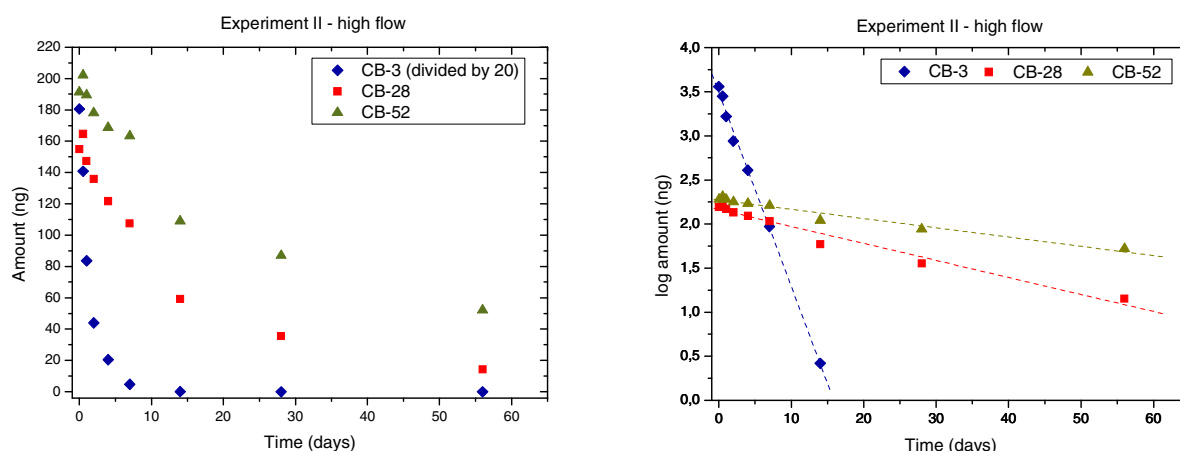 Experiment II - high flow
220
200
180
160
140
120
100
80
60
40
20
0
Amount (ng)
CB-3 (divided by 20)
CB-28
CB-52
0 10 20 30 40 50 60
Time (days)
Experiment II - high flow
4,0
3,5
3,0
2,5
2,0
1,5
1,0
0,5
0,0
log amount (ng)
CB-3 CB-28 CB-52
0 10 20 30 40 50 60
Time (days)